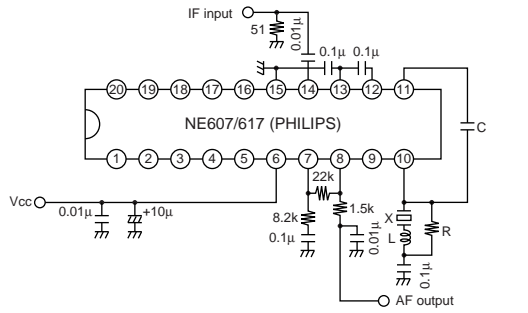 IF input
51
0.01μ
0.1μ
0.1μ
20
19
18
17
16
15
14
13
12
11
NE607/617 (PHILIPS)
C
1
2
3
4
5
6
7
8
9
10
22k
Vcc
0.01μ
+10μ
8.2k
0.1μ
1.5k
0.01μ
X
L
R
0.1μ
AF output